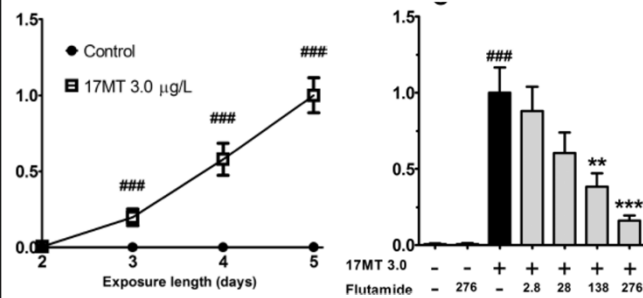 1.5
Control
17MT 3.0 µg/L
###
###
###
1.0
0.5
0.0
2 3 4 5
Exposure length (days)
1.5
###
1.0
0.5
**
***
0.0
17MT 3.0 - - + + + + +
Flutamide - 276 - 2.8 28 138 276